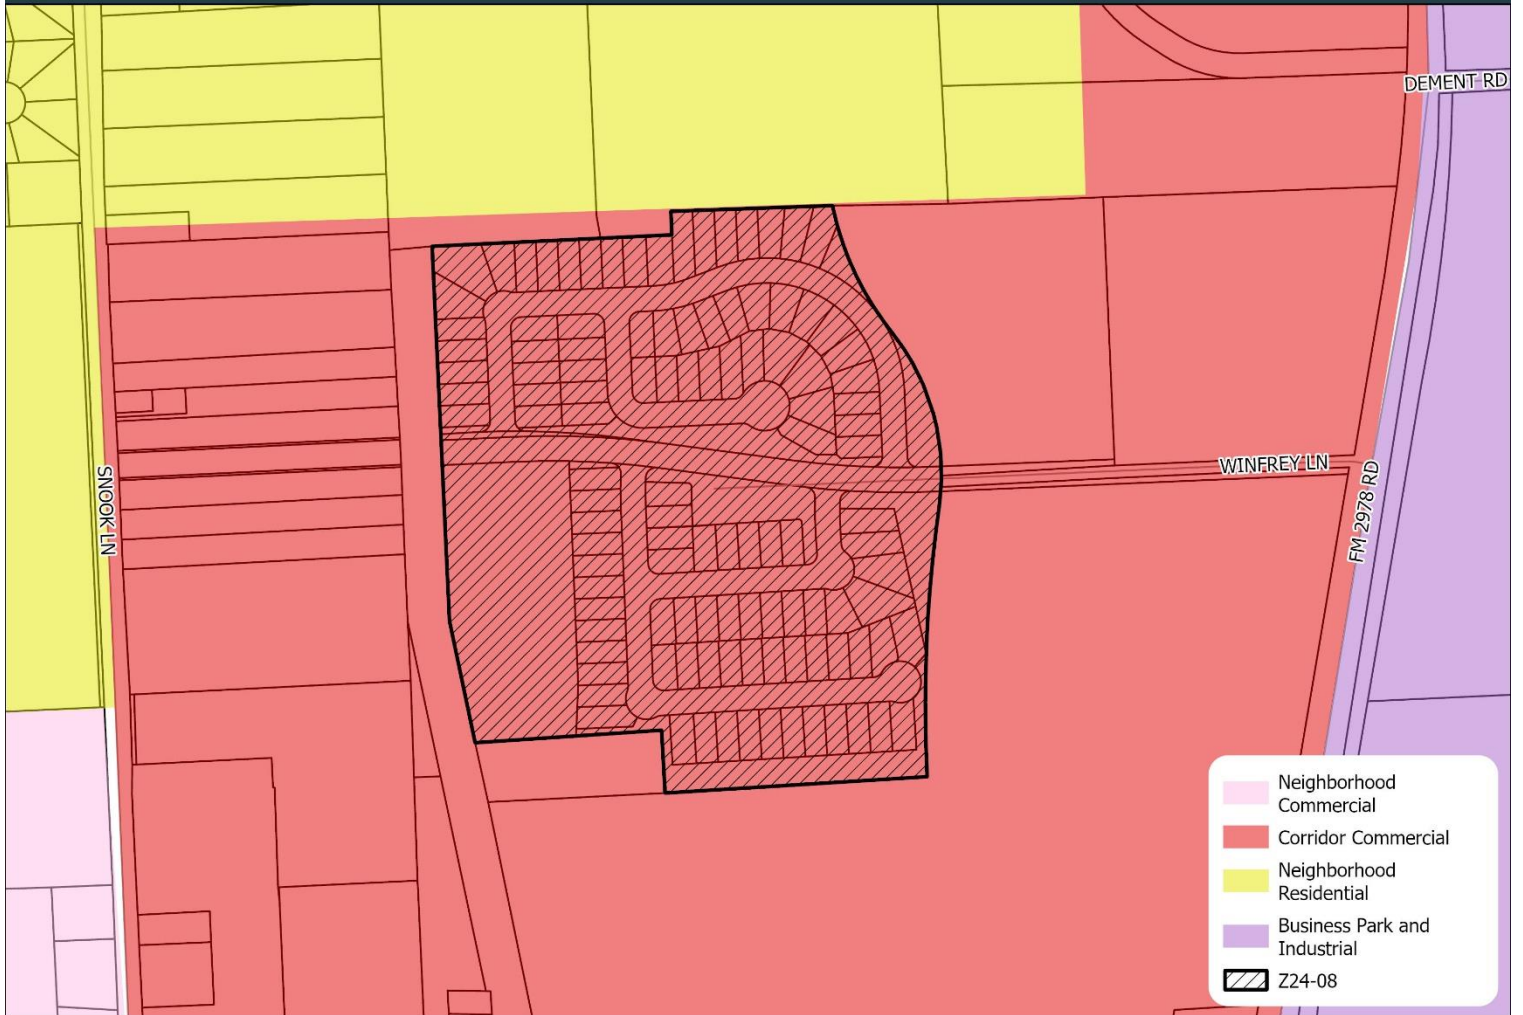 DEMENT RD
WINFREY LN
SNOOK LN
FM 2978 RD
Neighborhood
Commercial
Corridor Commercial
Neighborhood
Residential
Business Park and
Industrial
Z24-08